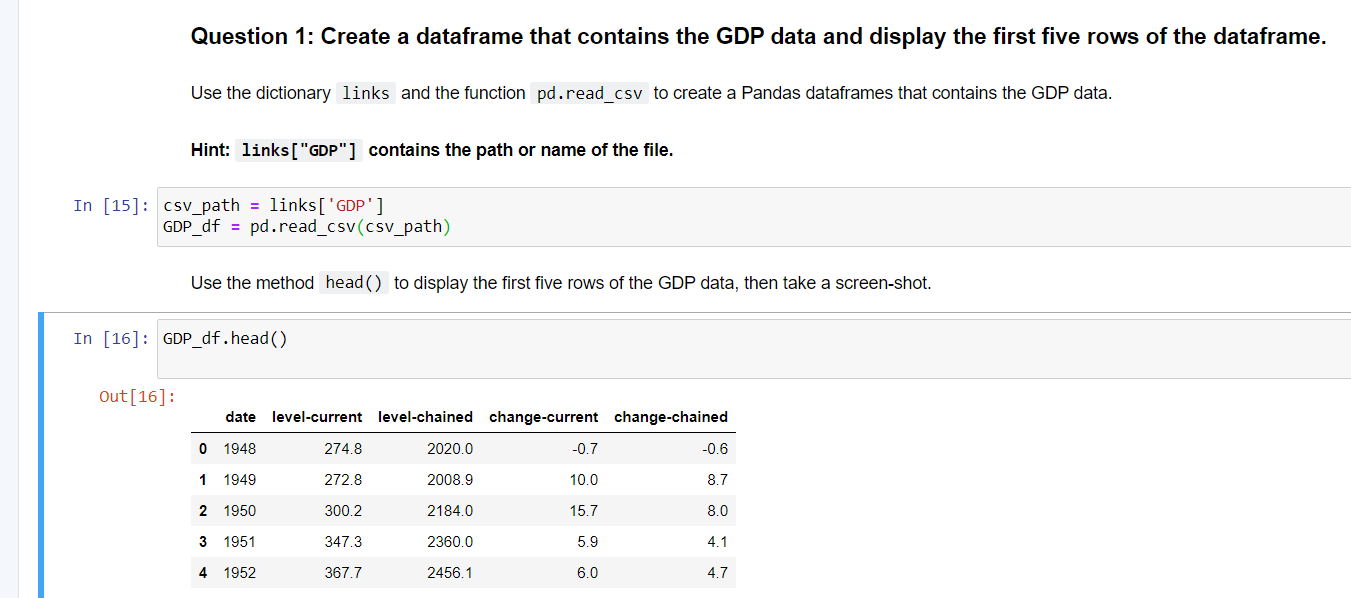 Question 1: Create a dataframe that contains the GDP data and display the first five rows of the dataframe.
Use the dictionary links and the function pd.read_csv to create a Pandas dataframes that contains the GDP data.
Hint: links["GDP"] contains the path or name of the file.
In [15]: csv_path = links['GDP']
GDP_df = pd.read_csv(csv_path)
Use the method head() to display the first five rows of the GDP data, then take a screen-shot.
In [16]: GDP_df.head()
Out[16]:
date level-current level-chained change-current change-chained
0 1948 274.8 2020.0 -0.7 -0.6
1 1949 272.8 2008.9 10.0 8.7
2 1950 300.2 2184.0 15.7 8.0
3 1951 347.3 2360.0 5.9 4.1
4 1952 367.7 2456.1 6.0 4.7